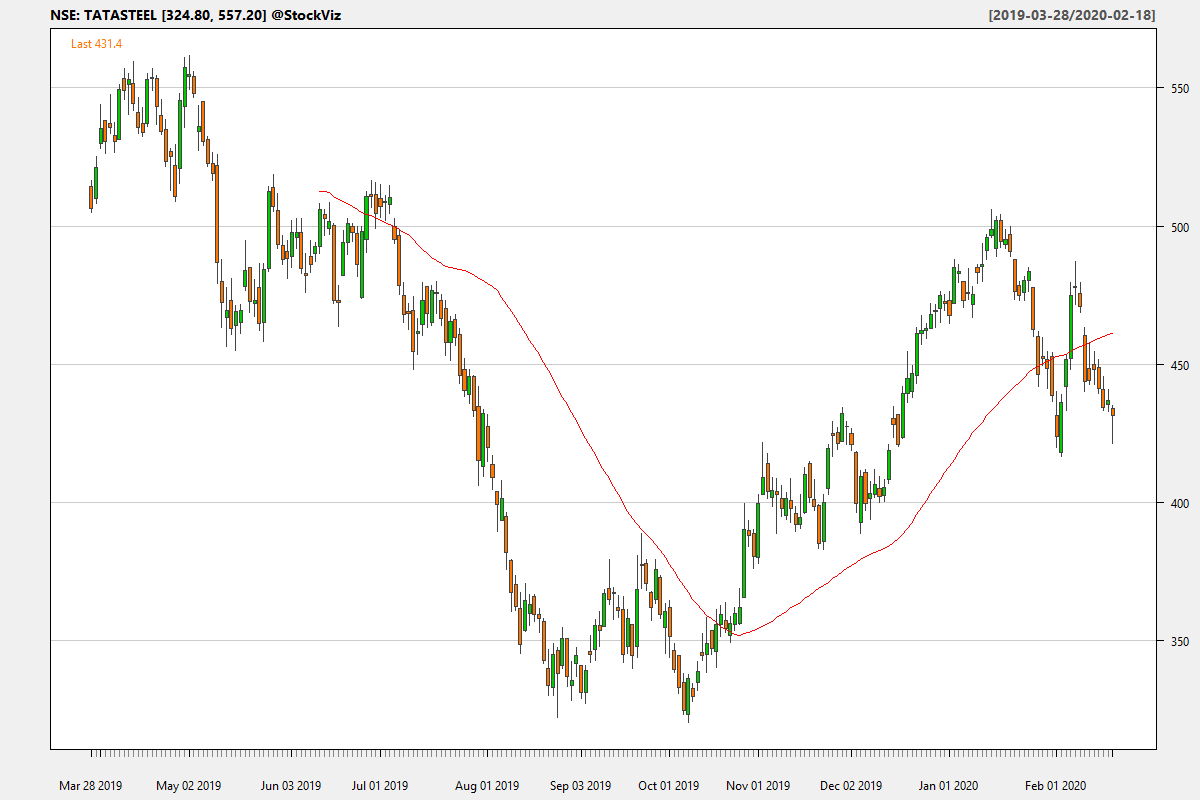 NSE: TATASTEEL [324.80, 557.20] @StockViz
[2019-03-28/2020-02-18]
Last 431.4
550
500
450
400
350
Mar 28 2019 May 02 2019 Jun 03 2019 Jul 01 2019 Aug 01 2019 Sep 03 2019 Oct 01 2019 Nov 01 2019 Dec 02 2019 Jan 01 2020 Feb 01 2020